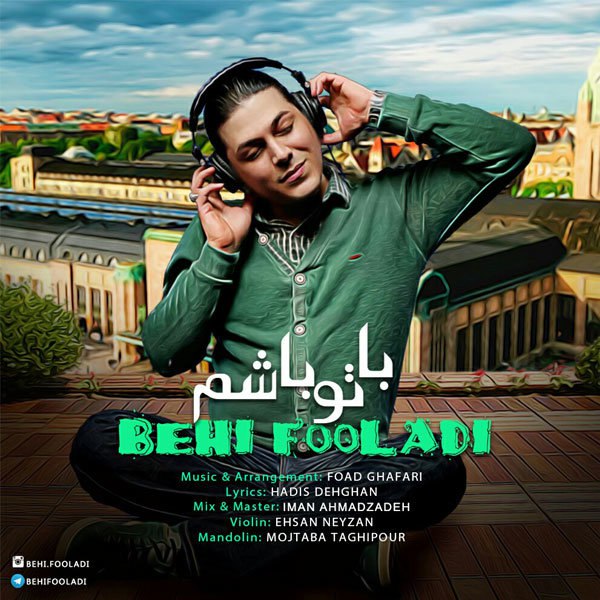 با تو باشم
BEHI FOOLADI
Music & Arrangement: FOAD GHAFARI
Lyrics: HADIS DEHGHAN
Mix & Master: IMAN AHMADZADEH
Violin: EHSAN NEYZAN
Mandolin: MOJTABA TAGHIPOUR
BEHI.FOOLADI
BEHIFOOLADI